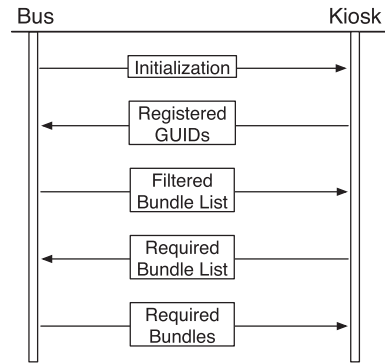 Bus
Kiosk
Initialization
Registered
GUIDs
Filtered
Bundle List
Required
Bundle List
Required
Bundles